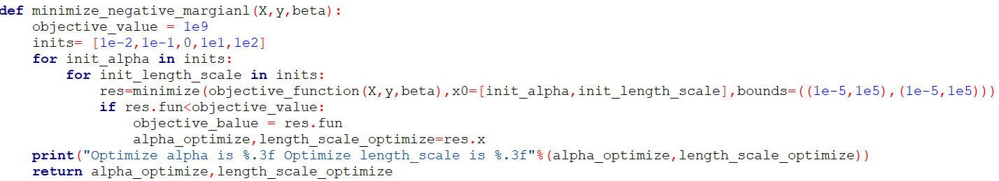 def minimize_negative_margianl(X,y,beta):
    objective_value = 1e9
    inits= [1e-2,1e-1,0,1e1,1e2]
    for init_alpha in inits:
        for init_length_scale in inits:
            res=minimize(objective_function(X,y,beta),x0=[init_alpha,init_length_scale],bounds=((1e-5,1e5),(1e-5,1e5)))
            if res.fun<objective_value:
                objective_balue = res.fun
                alpha_optimize,length_scale_optimize=res.x
    print("Optimize alpha is %.3f Optimize length_scale is %.3f"%(alpha_optimize,length_scale_optimize))
    return alpha_optimize,length_scale_optimize